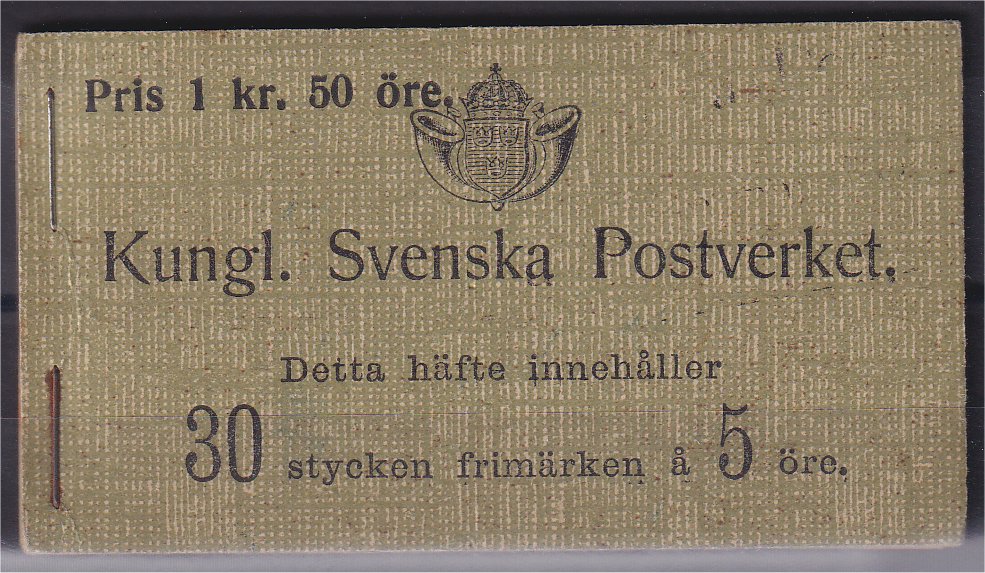 Pris 1 kr. 50 öre.
Kungl. Svenska Postverket.
Detta häfte innehåller
30 stycken frimärken å 5 öre.